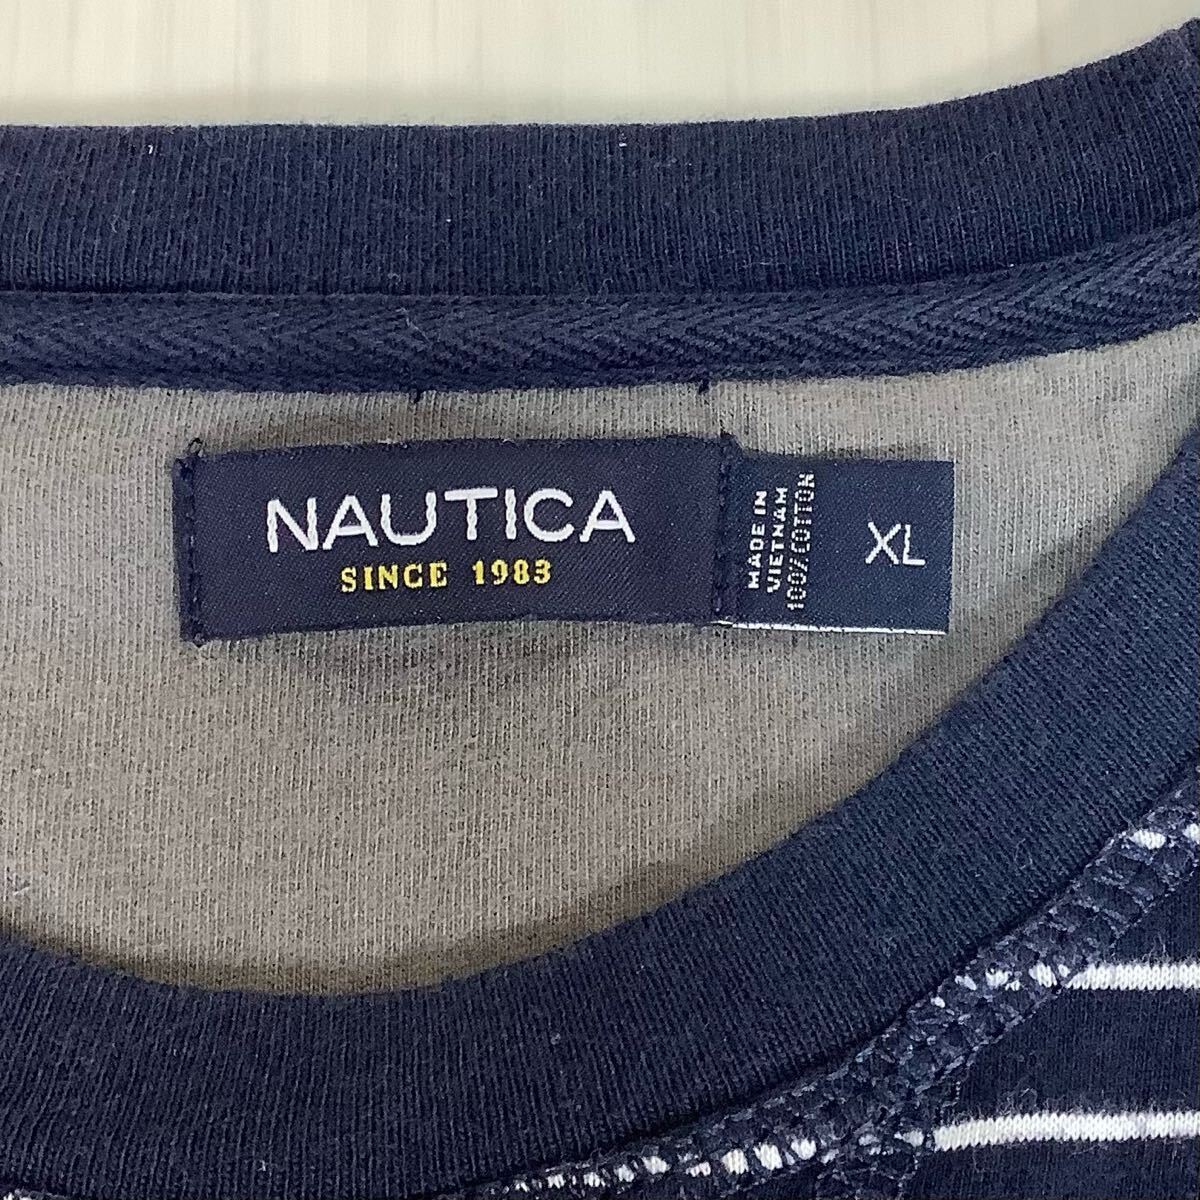 NAUTICA
SINCE 1983
MADE IN
VIETNAM
100% COTTON
XL